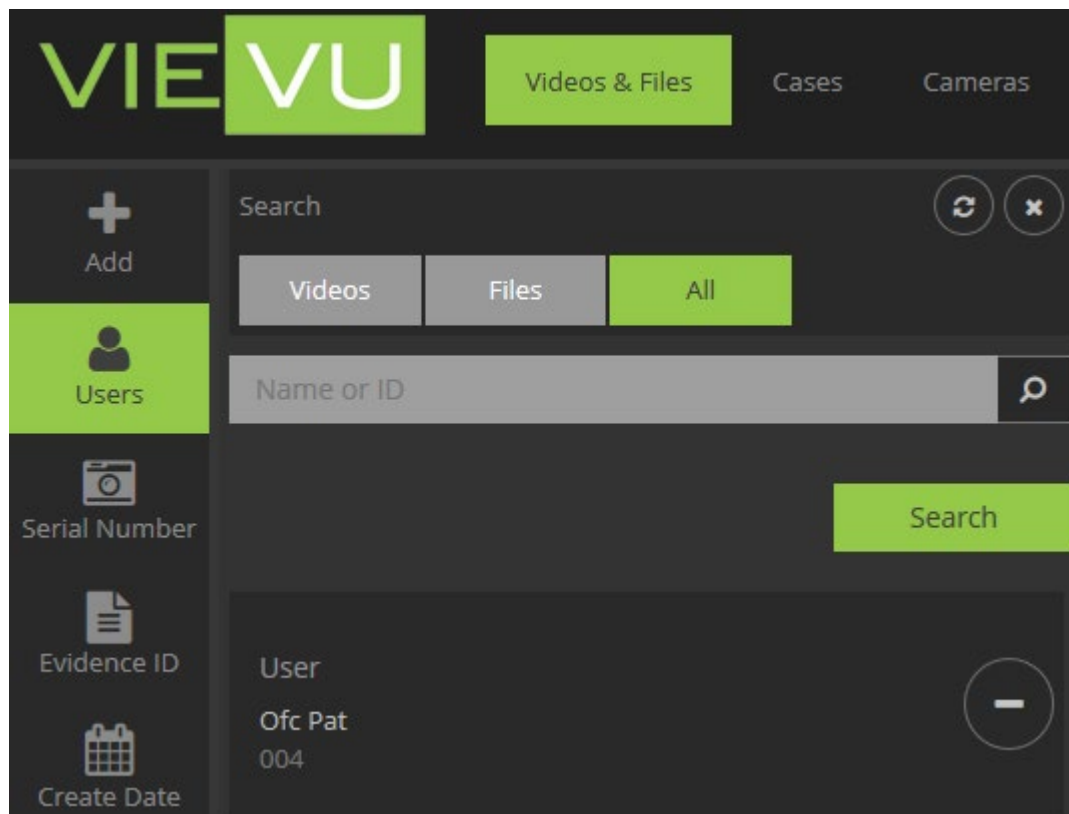 VIEVU
Videos & Files
Cases
Cameras
Add
Users
Serial Number
Evidence ID
Create Date
Search
Videos
Files
All
Name or ID
Search
User
Ofc Pat
004